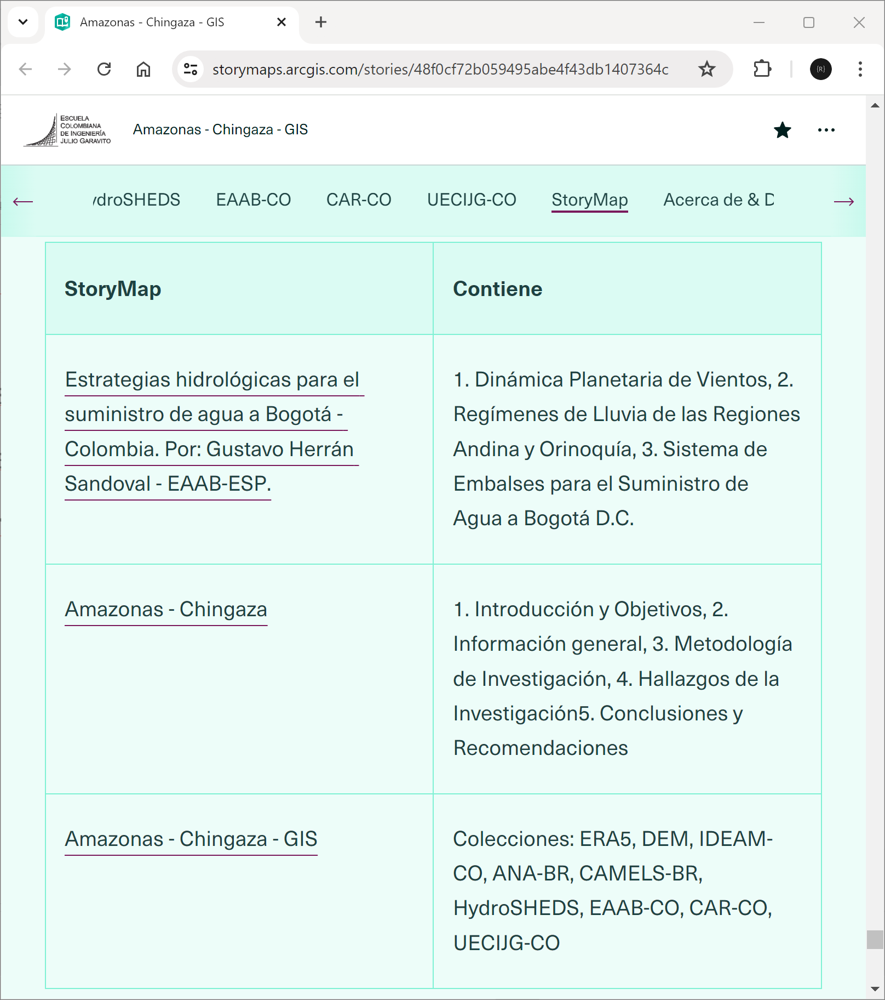 Amazonas - Chingaza - GIS
storymaps.arcgis.com/stories/48f0cf72b059495abe4f43db1407364c
{R}
ESCUELA
COLOMBIANA
DE INGENIERÍA
JULIO GARAVITO
Amazonas - Chingaza - GIS
ydroSHEDS EAAB-CO CAR-CO UECIJG-CO StoryMap Acerca de & D
StoryMap
Contiene
Estrategias hidrológicas para el
suministro de agua a Bogotá -
Colombia. Por: Gustavo Herrán
Sandoval - EAAB-ESP.
1. Dinámica Planetaria de Vientos, 2.
Regímenes de Lluvia de las Regiones
Andina y Orinoquía, 3. Sistema de
Embalses para el Suministro de
Agua a Bogotá D.C.
Amazonas - Chingaza
1. Introducción y Objetivos, 2.
Información general, 3. Metodología
de Investigación, 4. Hallazgos de la
Investigación5. Conclusiones y
Recomendaciones
Amazonas - Chingaza - GIS
Colecciones: ERA5, DEM, IDEAM-
CO, ANA-BR, CAMELS-BR,
HydroSHEDS, EAAB-CO, CAR-CO,
UECIJG-CO